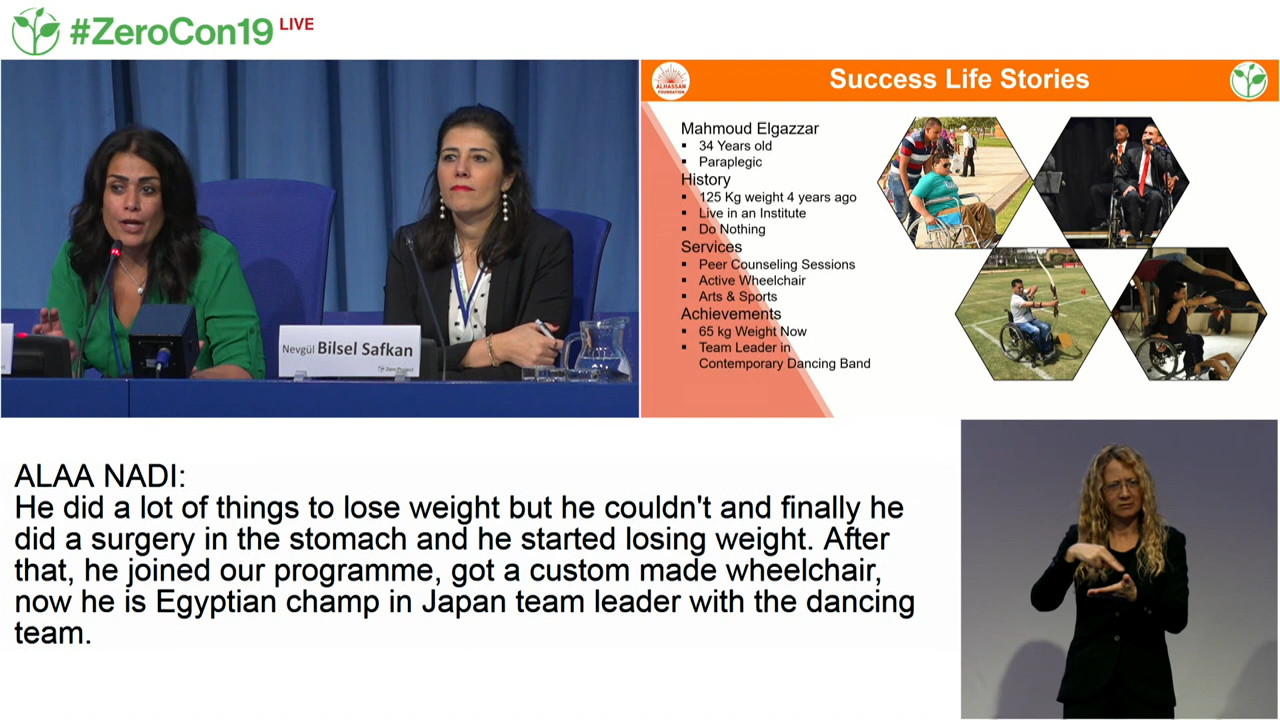 #ZeroCon19 LIVE
Nevgül Bilsel Safkan
Zero Project
ALHASSAN
FOUNDATION
Success Life Stories
Mahmoud Elgazzar
▪ 34 Years old
▪ Paraplegic
History
▪ 125 Kg weight 4 years ago
▪ Live in an Institute
▪ Do Nothing
Services
▪ Peer Counseling Sessions
▪ Active Wheelchair
▪ Arts & Sports
Achievements
▪ 65 kg Weight Now
▪ Team Leader in
Contemporary Dancing Band
ALAA NADI:
He did a lot of things to lose weight but he couldn't and finally he
did a surgery in the stomach and he started losing weight. After
that, he joined our programme, got a custom made wheelchair,
now he is Egyptian champ in Japan team leader with the dancing
team.